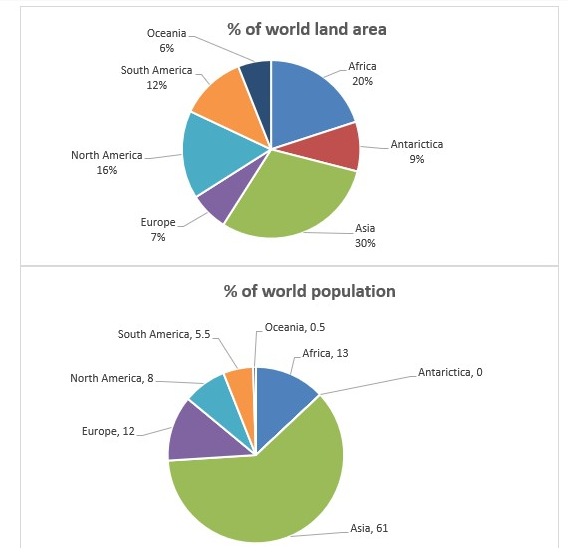 % of world land area
Oceania
6%
South America
12%
Africa
20%
North America
16%
Antarictica
9%
Europe
7%
Asia
30%
% of world population
South America, 5.5
Oceania, 0.5
Africa, 13
North America, 8
Antarictica, 0
Europe, 12
Asia, 61